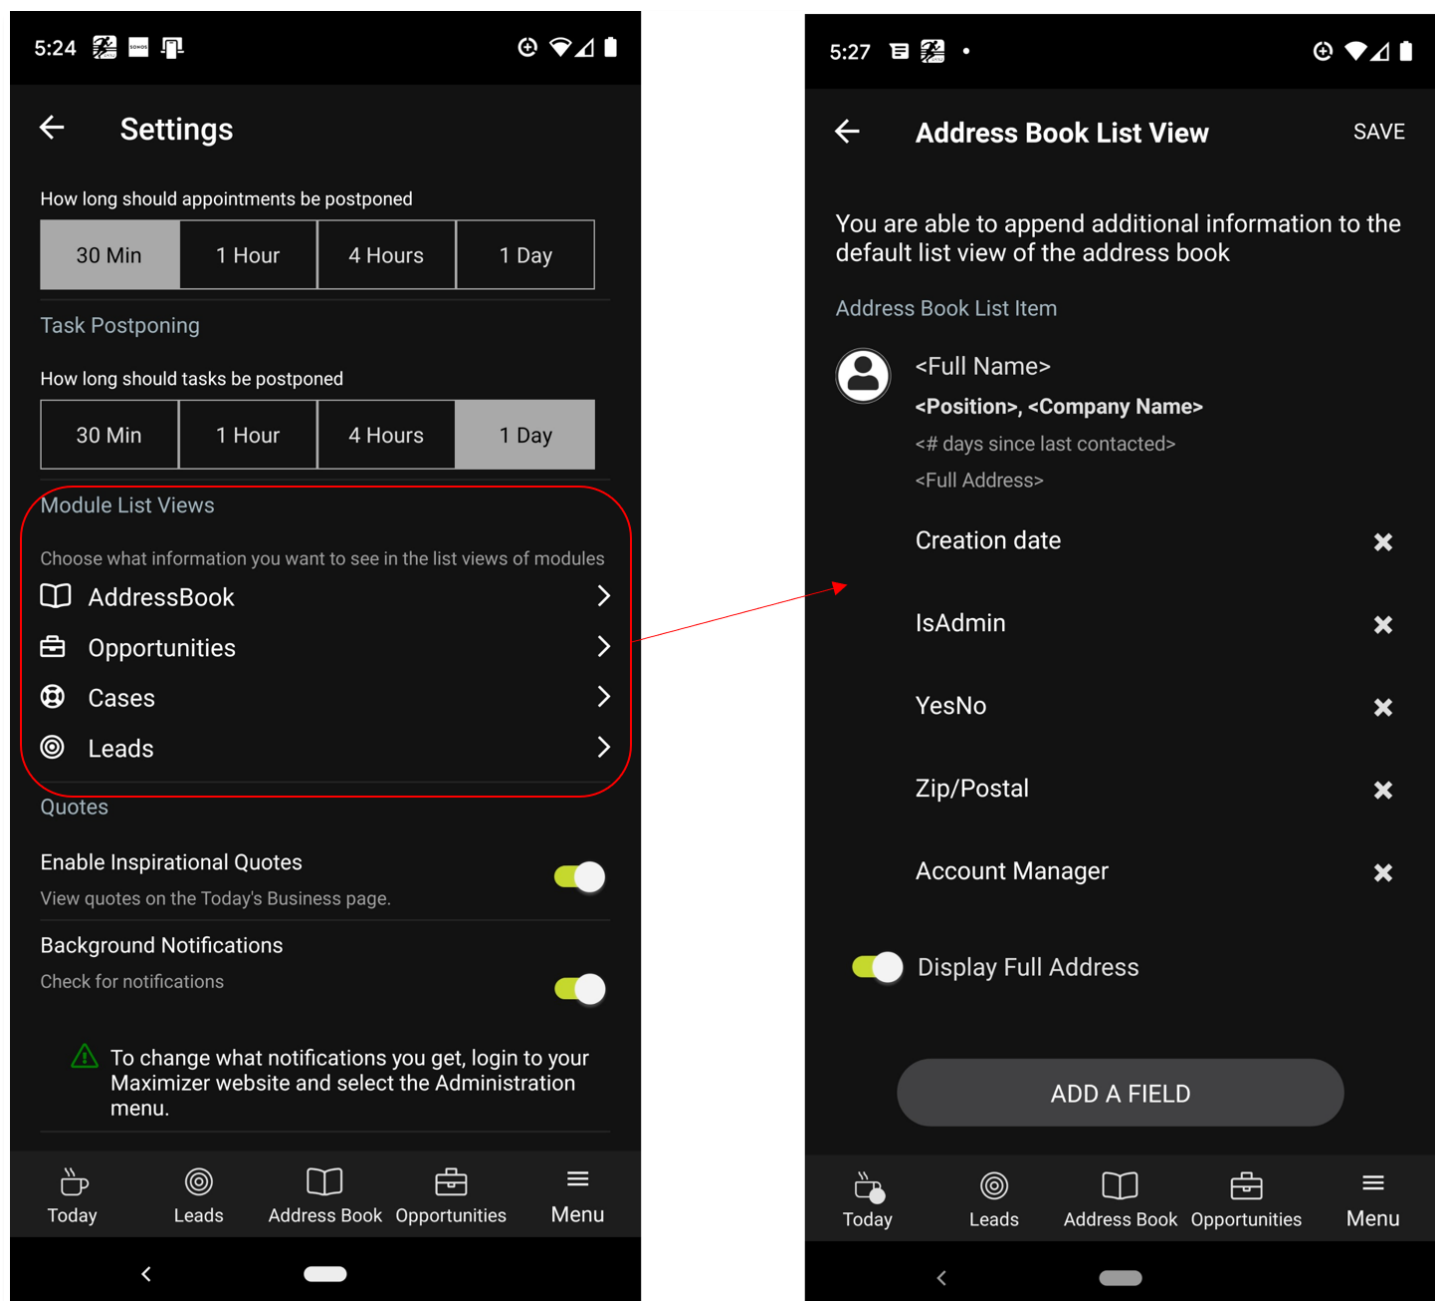 5:24
SONOS
Settings
How long should appointments be postponed
30 Min 1 Hour 4 Hours 1 Day
Task Postponing
How long should tasks be postponed
30 Min 1 Hour 4 Hours 1 Day
Module List Views
Choose what information you want to see in the list views of modules
AddressBook
Opportunities
Cases
Leads
Quotes
Enable Inspirational Quotes
View quotes on the Today's Business page.
Background Notifications
Check for notifications
To change what notifications you get, login to your
Maximizer website and select the Administration
menu.
Today Leads Address Book Opportunities Menu
5:27
Address Book List View SAVE
You are able to append additional information to the
default list view of the address book
Address Book List Item
<Full Name>
<Position>, <Company Name>
<# days since last contacted>
<Full Address>
Creation date
IsAdmin
YesNo
Zip/Postal
Account Manager
Display Full Address
ADD A FIELD
Today Leads Address Book Opportunities Menu